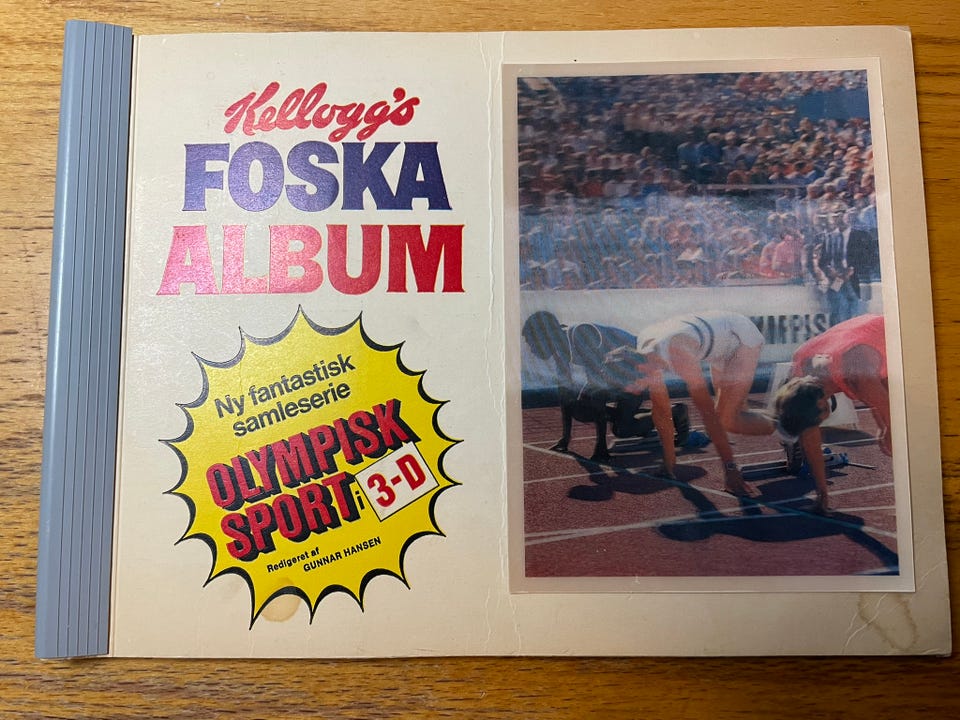 Kellogg's
FOSKA
ALBUM
Ny fantastisk
samleserie
OLYMPISK
SPORT i 3-D
Redigeret af
GUNNAR HANSEN